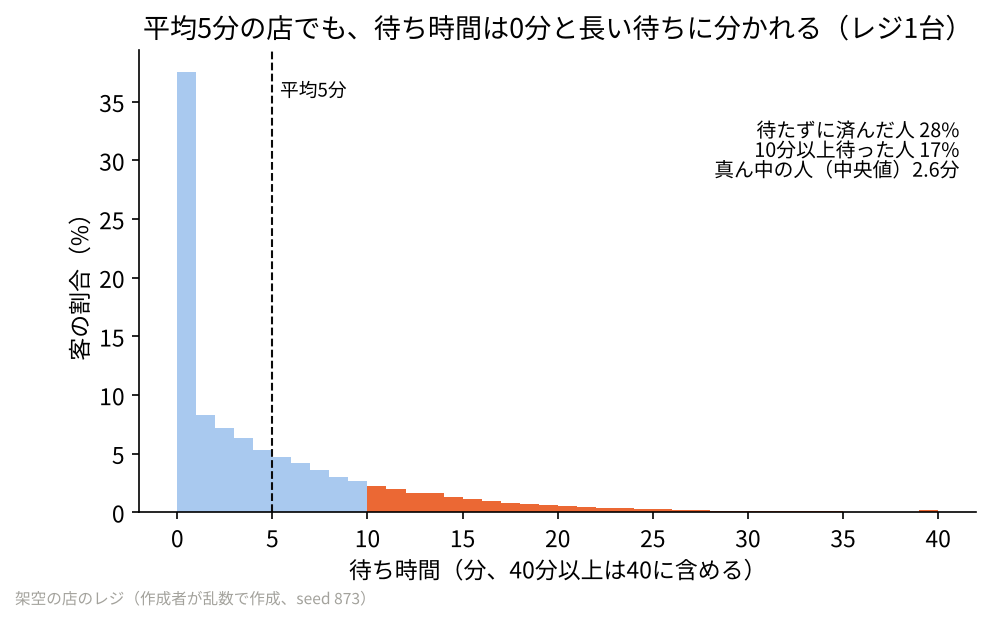 平均5分の店でも、待ち時間は0分と長い待ちに分かれる（レジ1台）
平均5分
待たずに済んだ人 28%
10分以上待った人 17%
真ん中の人（中央値）2.6分
客の割合（%）
35
30
25
20
15
10
5
0
0 5 10 15 20 25 30 35 40
待ち時間（分、40分以上は40に含める）
架空の店のレジ（作成者が乱数で作成、seed 873）